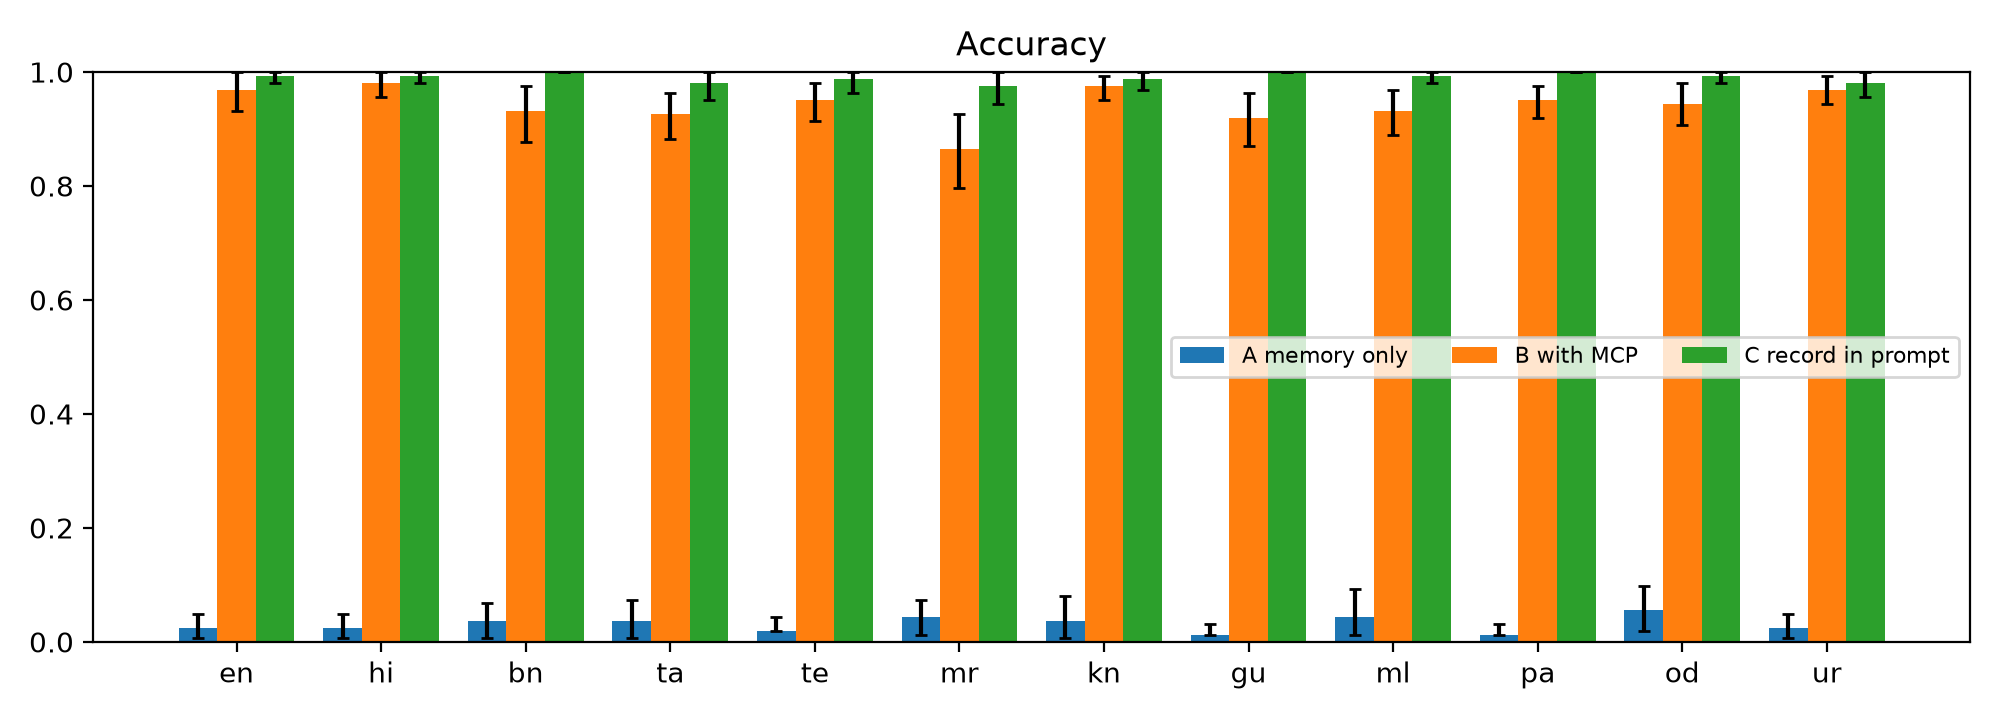 Accuracy
1.0
0.8
0.6
0.4
0.2
0.0
A memory only B with MCP C record in prompt
en hi bn ta te mr kn gu ml pa od ur